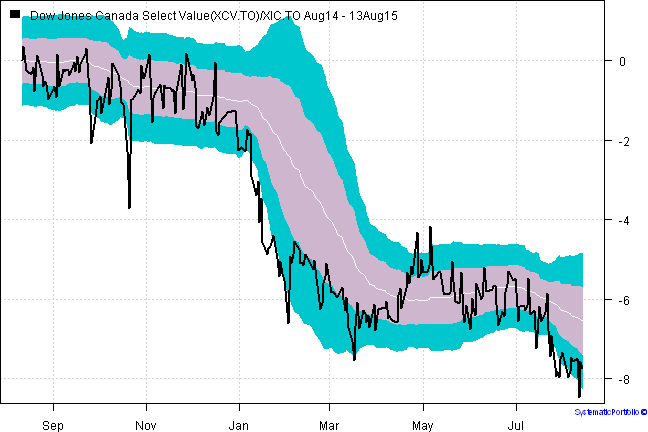 Dow Jones Canada Select Value(XCV.TO)/XIC.TO Aug14 - 13Aug15
0
-2
-4
-6
-8
Sep Nov Jan Mar May Jul
SystematicPortfolio ©